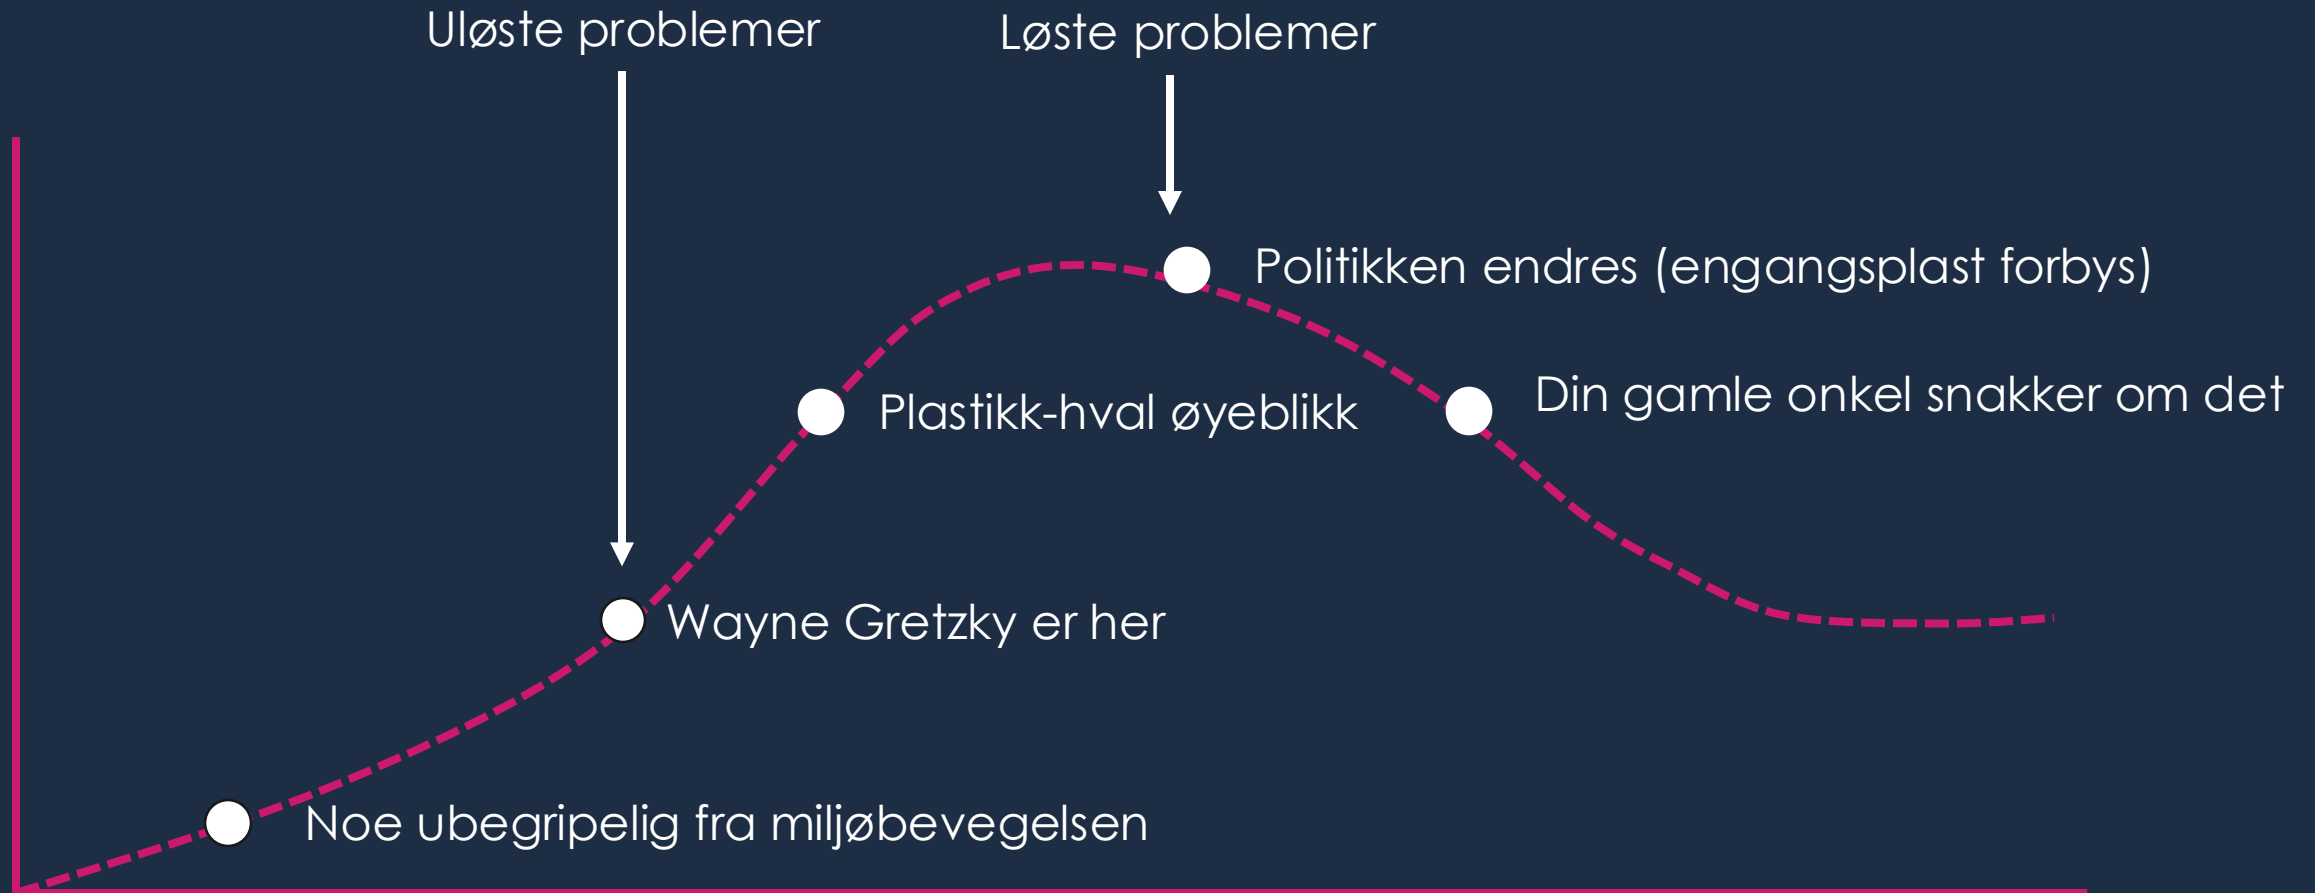 Uløste problemer
Løste problemer
Politikken endres (engangsplast forbys)
Din gamle onkel snakker om det
Plastikk-hval øyeblikk
Wayne Gretzky er her
Noe ubegripelig fra miljøbevegelsen